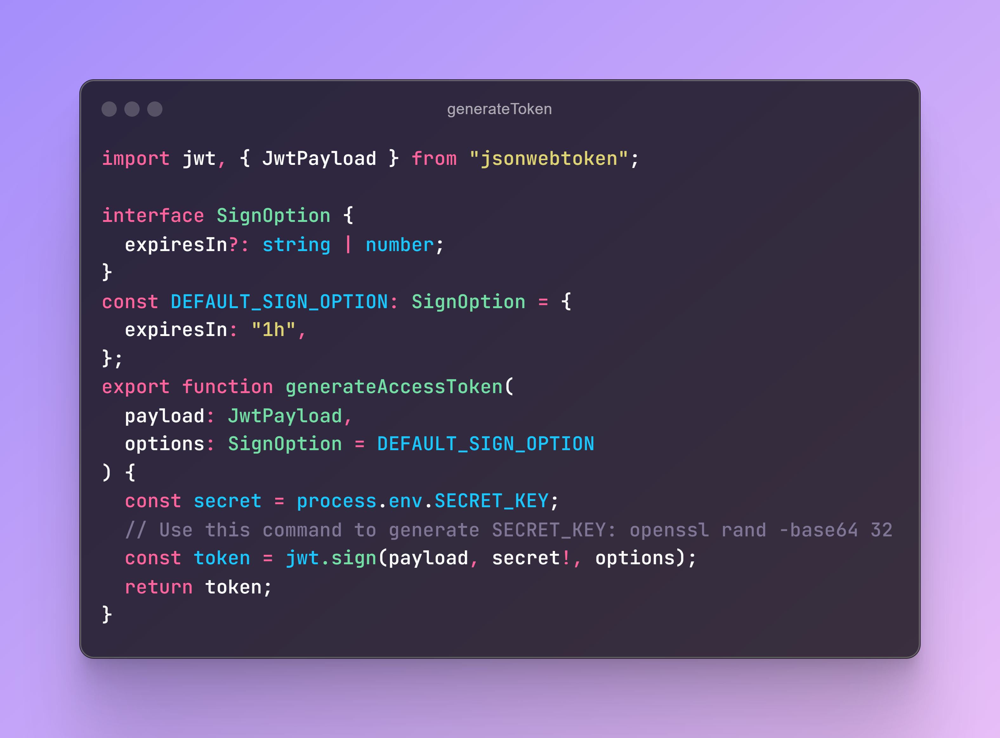 generateToken
import jwt, { JwtPayload } from "jsonwebtoken";

interface SignOption {
  expiresIn?: string | number;
}
const DEFAULT_SIGN_OPTION: SignOption = {
  expiresIn: "1h",
};
export function generateAccessToken(
  payload: JwtPayload,
  options: SignOption = DEFAULT_SIGN_OPTION
) {
  const secret = process.env.SECRET_KEY;
  // Use this command to generate SECRET_KEY: openssl rand -base64 32
  const token = jwt.sign(payload, secret!, options);
  return token;
}